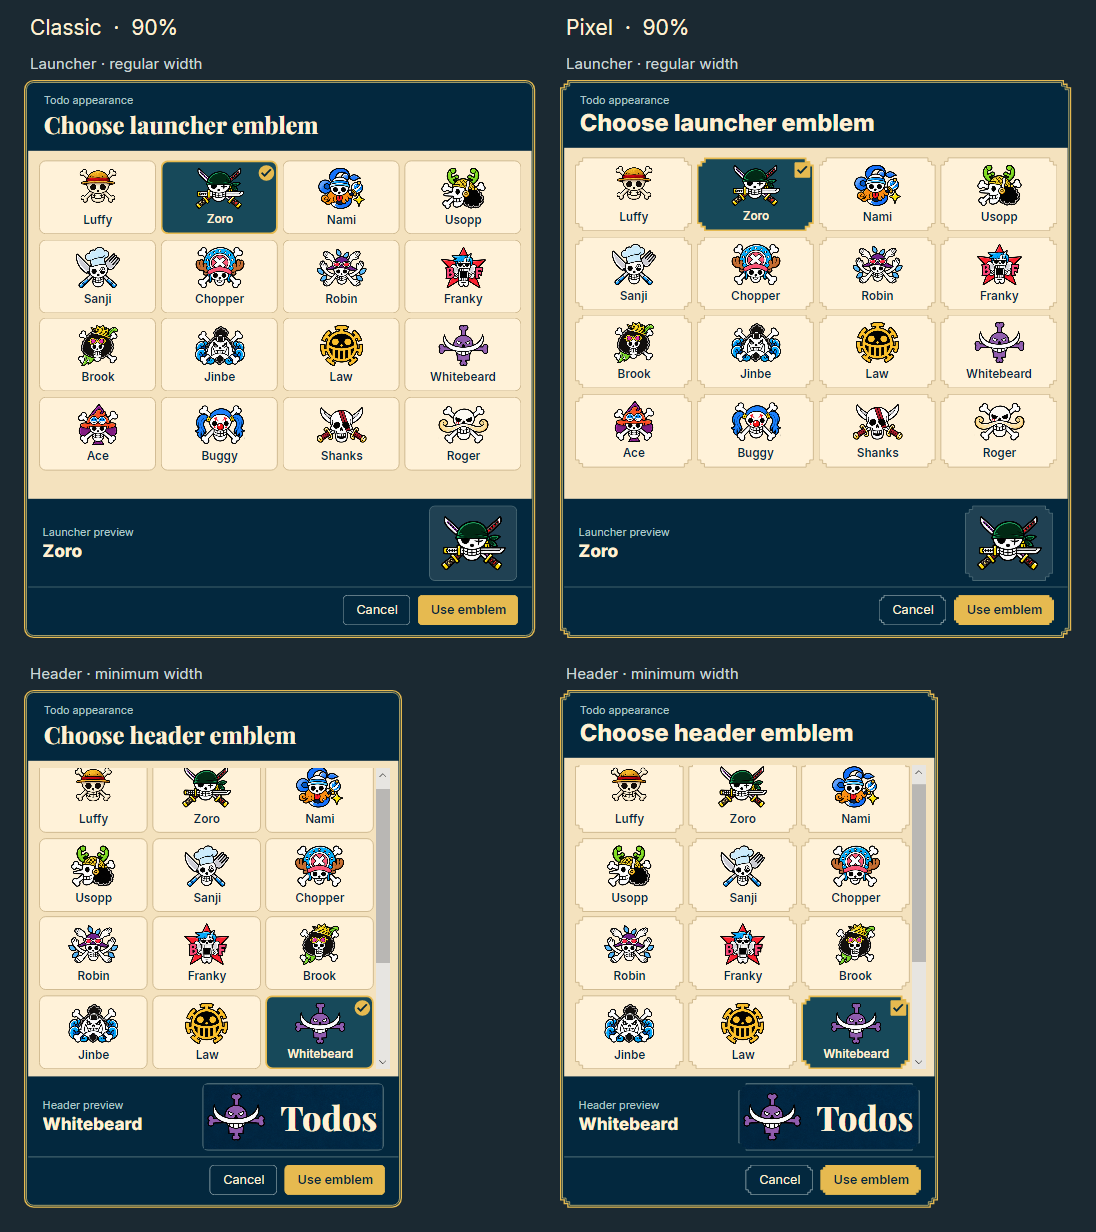 Classic · 90%
Launcher · regular width
Todo appearance
Choose launcher emblem
Luffy Zoro Nami Usopp
Sanji Chopper Robin Franky
Brook Jinbe Law Whitebeard
Ace Buggy Shanks Roger
Launcher preview
Zoro
Cancel Use emblem
Pixel · 90%
Launcher · regular width
Todo appearance
Choose launcher emblem
Luffy Zoro Nami Usopp
Sanji Chopper Robin Franky
Brook Jinbe Law Whitebeard
Ace Buggy Shanks Roger
Launcher preview
Zoro
Cancel Use emblem
Header · minimum width
Todo appearance
Choose header emblem
Luffy Zoro Nami
Usopp Sanji Chopper
Robin Franky Brook
Jinbe Law Whitebeard
Header preview
Whitebeard
Todos
Cancel Use emblem
Header · minimum width
Todo appearance
Choose header emblem
Luffy Zoro Nami
Usopp Sanji Chopper
Robin Franky Brook
Jinbe Law Whitebeard
Header preview
Whitebeard
Todos
Cancel Use emblem